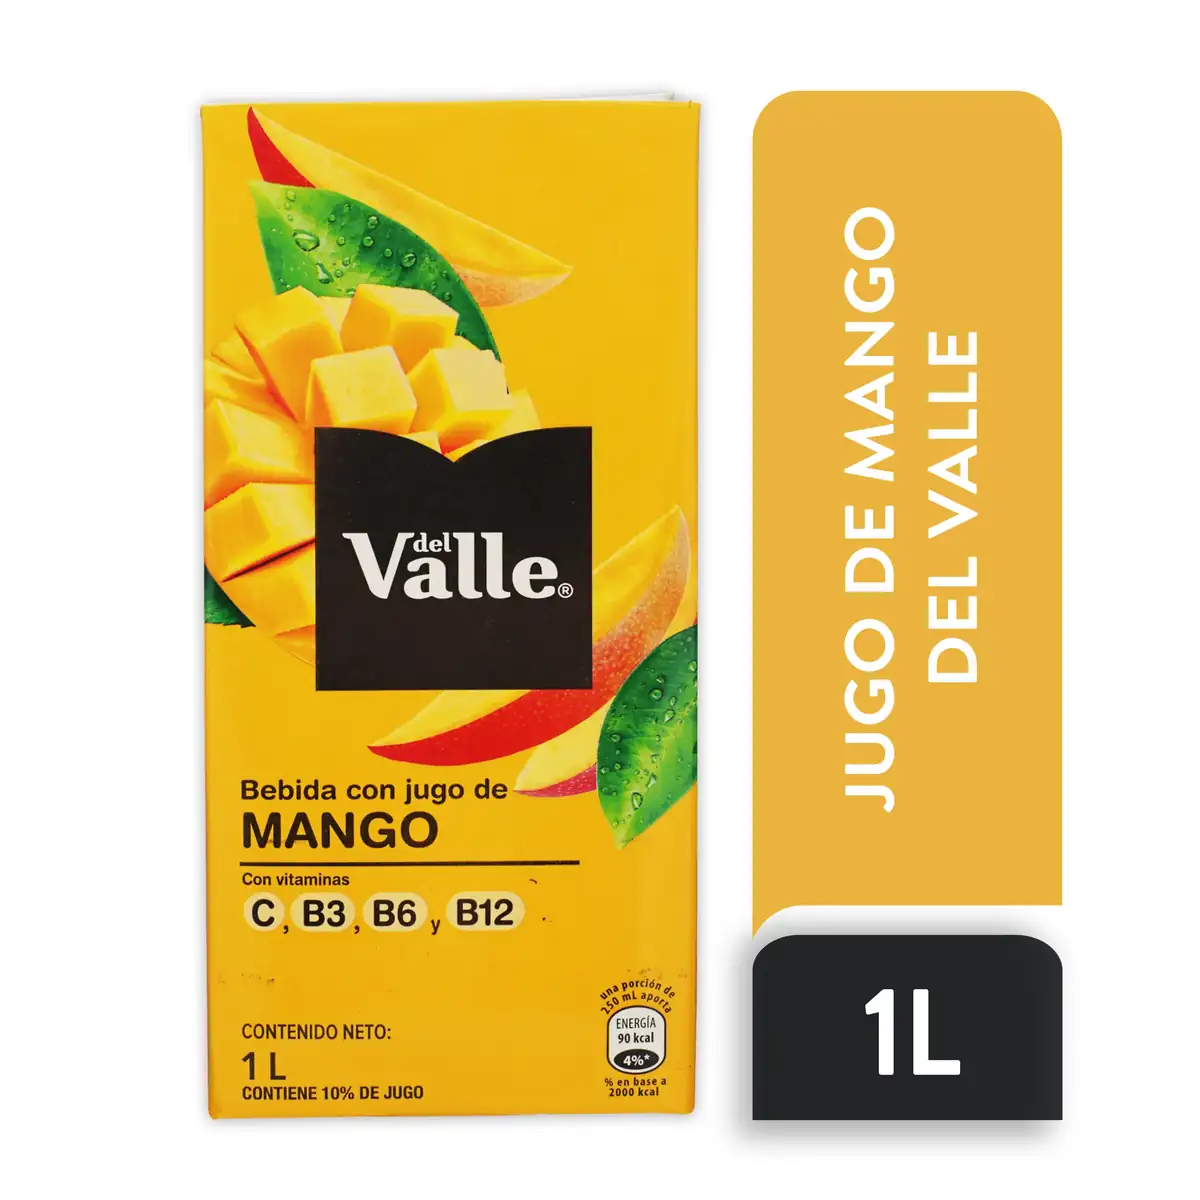 del
Valle®
Bebida con jugo de
MANGO
Con vitaminas
C, B3, B6 y B12
CONTENIDO NETO:
1 L
CONTIENE 10% DE JUGO
una porción de
250 mL aporta
ENERGÍA
90 kcal
4%*
% en base a
2000 kcal
JUGO DE MANGO
DEL VALLE
1L